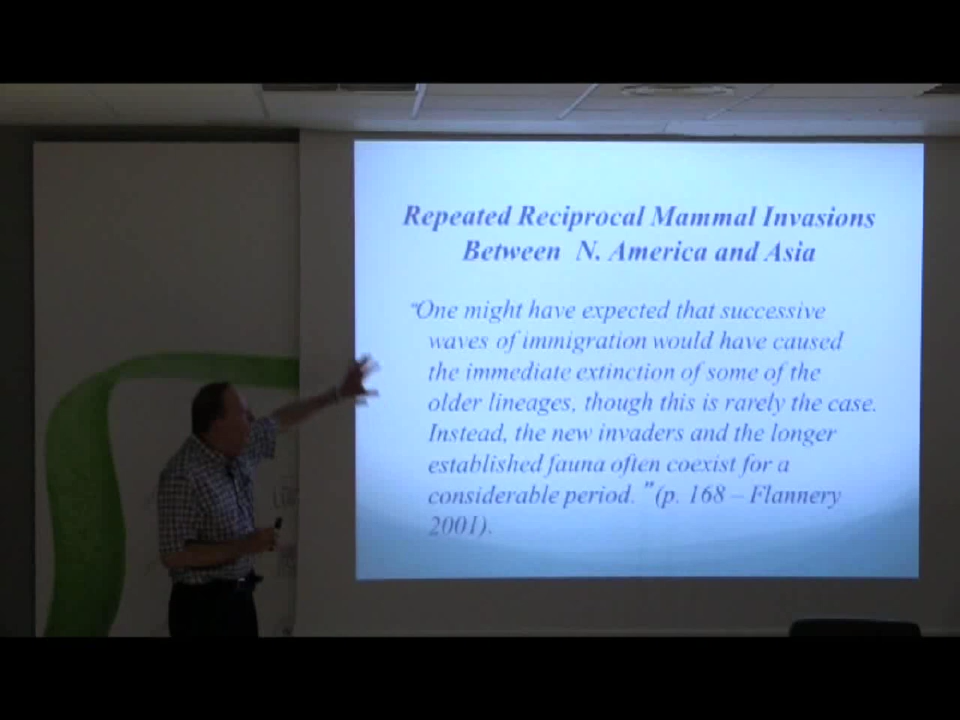 Repeated Reciprocal Mammal Invasions
Between N. America and Asia
“One might have expected that successive
waves of immigration would have caused
the immediate extinction of some of the
older lineages, though this is rarely the case.
Instead, the new invaders and the longer
established fauna often coexist for a
considerable period.” (p. 168 – Flannery
2001).